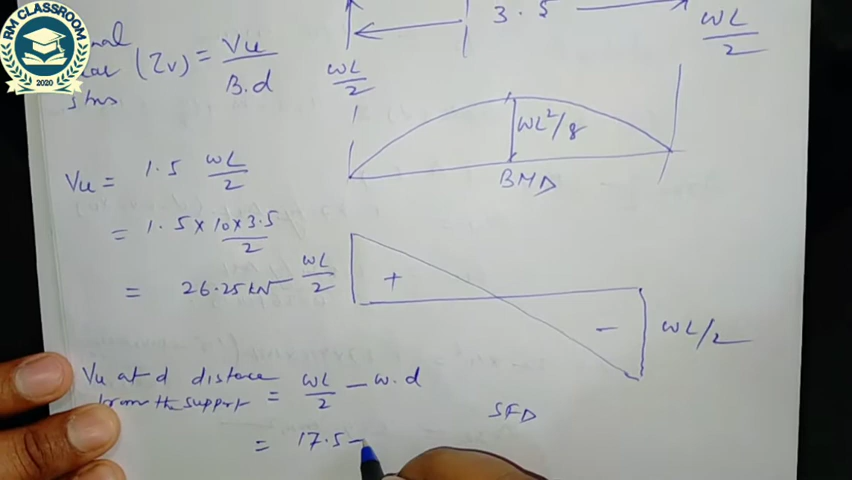 RM CLASSROOM
2020
3.5
(τv) = Vu
B.d
WL
2
WL
2
WL²/8
BMD
Vu = 1.5 WL
2
= 1.5 x 10 x 3.5
2
= 26.25 kN
WL
2
+
-
WL/2
Vu at d distance
from the support = WL - w.d
2
SFD
= 17.5 -